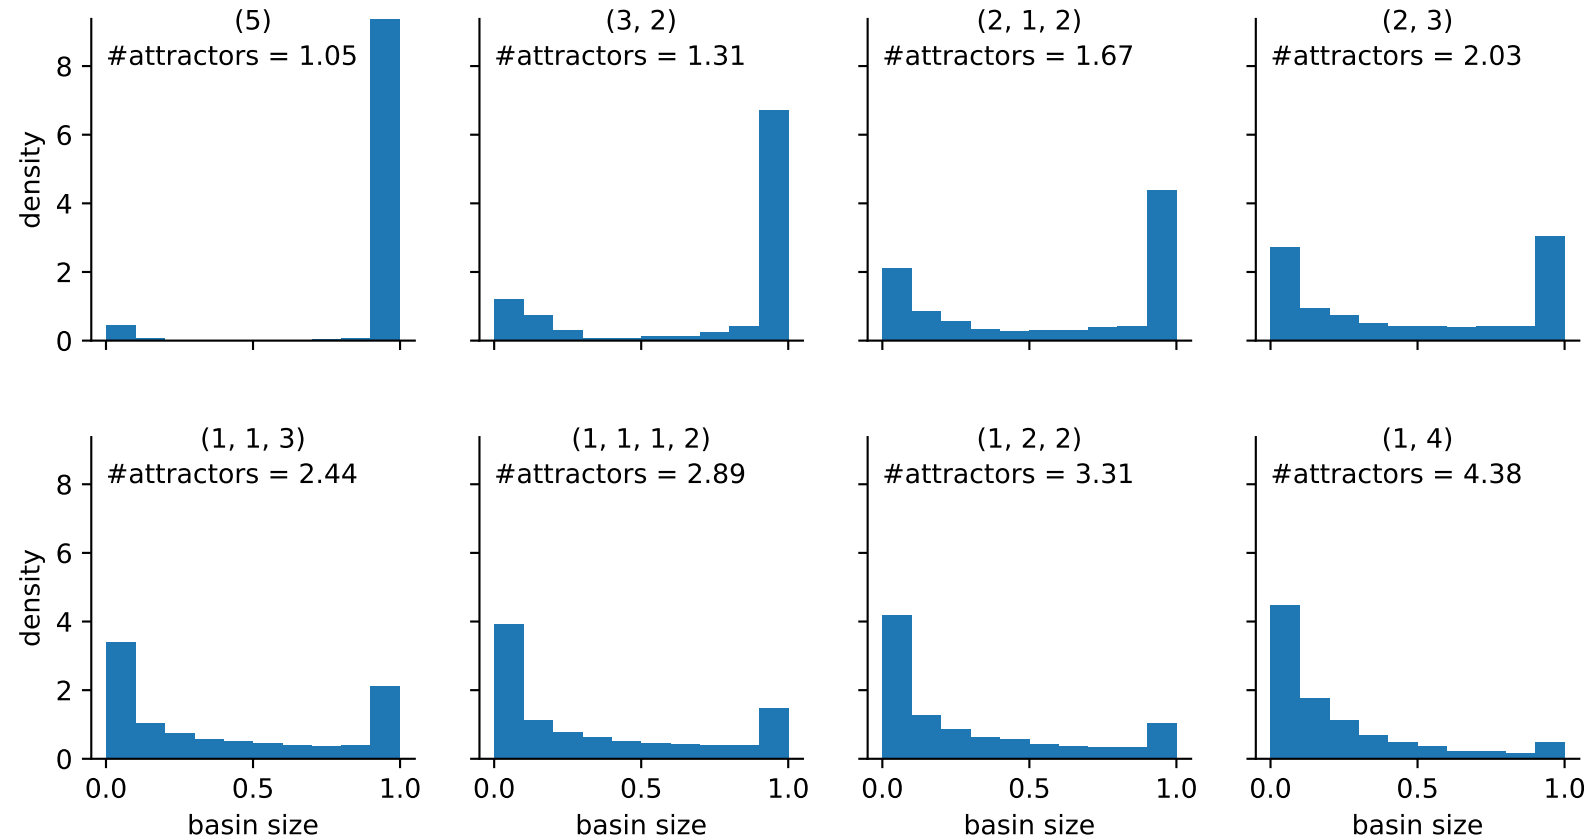 (5)
#attractors = 1.05
(3, 2)
#attractors = 1.31
(2, 1, 2)
#attractors = 1.67
(2, 3)
#attractors = 2.03
8
6
4
2
0
density
(1, 1, 3)
#attractors = 2.44
(1, 1, 1, 2)
#attractors = 2.89
(1, 2, 2)
#attractors = 3.31
(1, 4)
#attractors = 4.38
8
6
4
2
0
density
0.0 0.5 1.0
basin size
0.0 0.5 1.0
basin size
0.0 0.5 1.0
basin size
0.0 0.5 1.0
basin size